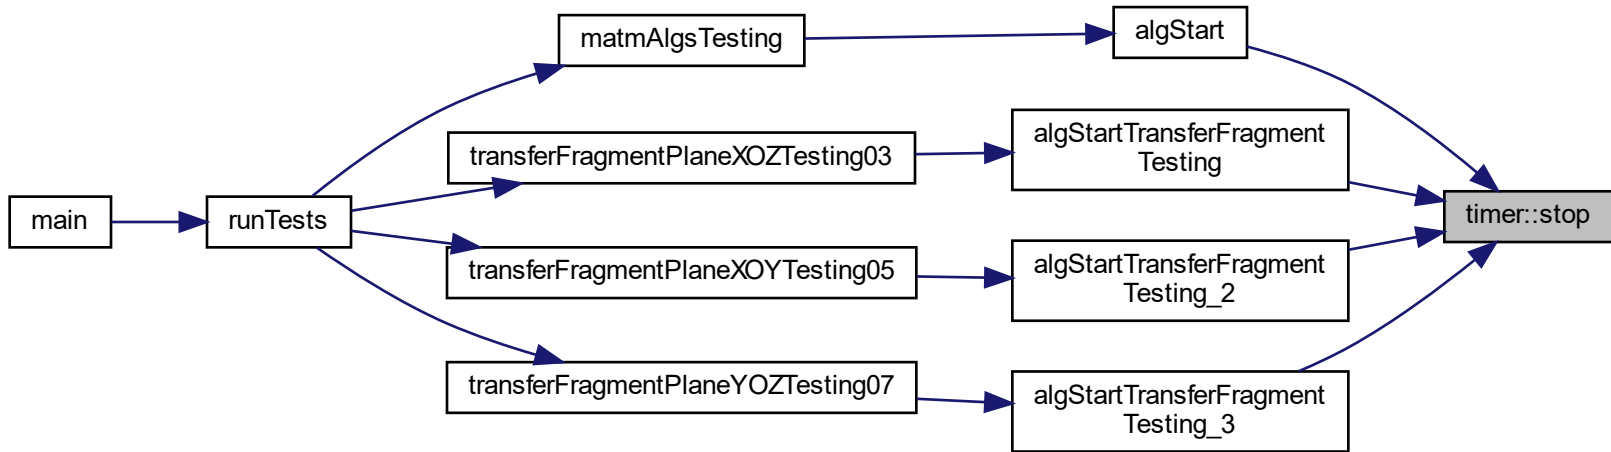 matmAlgsTesting
algStart
transferFragmentPlaneXOZTesting03
algStartTransferFragment
Testing
main
runTests
timer::stop
transferFragmentPlaneXOYTesting05
algStartTransferFragment
Testing_2
transferFragmentPlaneYOZTesting07
algStartTransferFragment
Testing_3